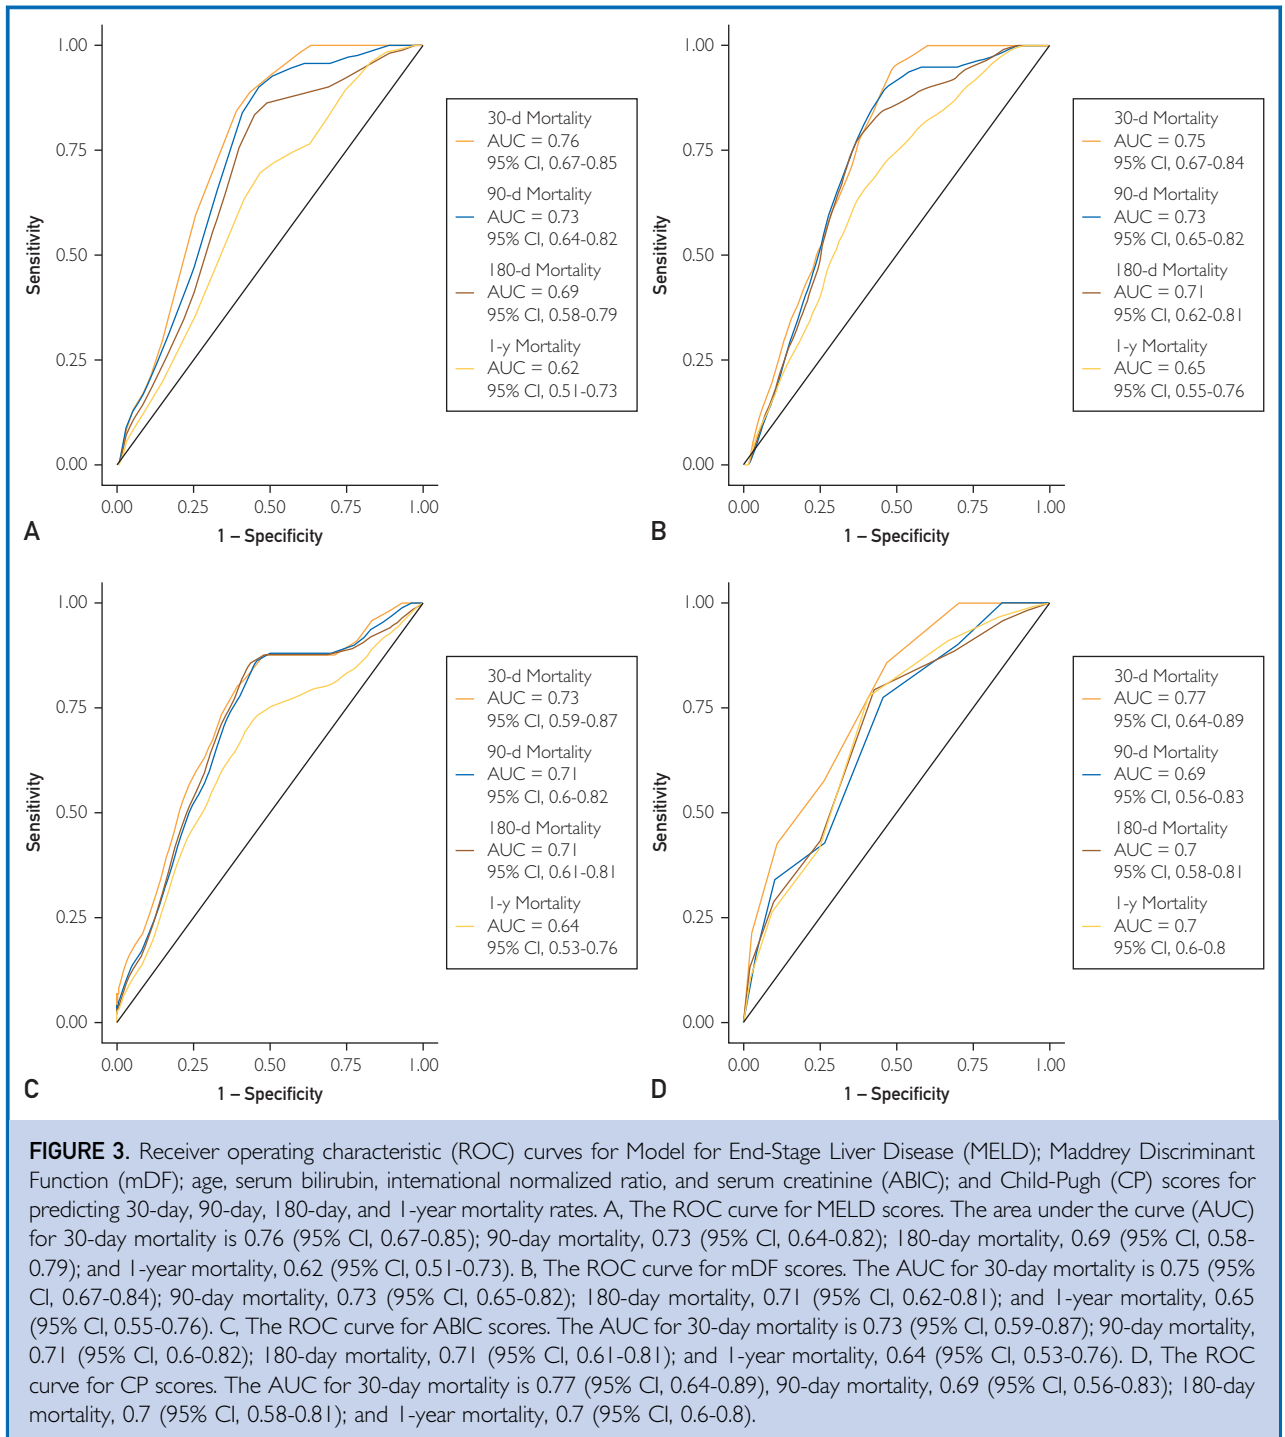 1.00
0.75
0.50
0.25
0.00
Sensitivity
0.00 0.25 0.50 0.75 1.00
1 – Specificity
A
30-d Mortality
AUC = 0.76
95% CI, 0.67-0.85
90-d Mortality
AUC = 0.73
95% CI, 0.64-0.82
180-d Mortality
AUC = 0.69
95% CI, 0.58-0.79
1-y Mortality
AUC = 0.62
95% CI, 0.51-0.73
1.00
0.75
0.50
0.25
0.00
Sensitivity
0.00 0.25 0.50 0.75 1.00
1 – Specificity
B
30-d Mortality
AUC = 0.75
95% CI, 0.67-0.84
90-d Mortality
AUC = 0.73
95% CI, 0.65-0.82
180-d Mortality
AUC = 0.71
95% CI, 0.62-0.81
1-y Mortality
AUC = 0.65
95% CI, 0.55-0.76
1.00
0.75
0.50
0.25
0.00
Sensitivity
0.00 0.25 0.50 0.75 1.00
1 – Specificity
C
30-d Mortality
AUC = 0.73
95% CI, 0.59-0.87
90-d Mortality
AUC = 0.71
95% CI, 0.6-0.82
180-d Mortality
AUC = 0.71
95% CI, 0.61-0.81
1-y Mortality
AUC = 0.64
95% CI, 0.53-0.76
1.00
0.75
0.50
0.25
0.00
Sensitivity
0.00 0.25 0.50 0.75 1.00
1 – Specificity
D
30-d Mortality
AUC = 0.77
95% CI, 0.64-0.89
90-d Mortality
AUC = 0.69
95% CI, 0.56-0.83
180-d Mortality
AUC = 0.7
95% CI, 0.58-0.81
1-y Mortality
AUC = 0.7
95% CI, 0.6-0.8
FIGURE 3. Receiver operating characteristic (ROC) curves for Model for End-Stage Liver Disease (MELD); Maddrey Discriminant
Function (mDF); age, serum bilirubin, international normalized ratio, and serum creatinine (ABIC); and Child-Pugh (CP) scores for
predicting 30-day, 90-day, 180-day, and 1-year mortality rates. A, The ROC curve for MELD scores. The area under the curve (AUC)
for 30-day mortality is 0.76 (95% CI, 0.67-0.85); 90-day mortality, 0.73 (95% CI, 0.64-0.82); 180-day mortality, 0.69 (95% CI, 0.58-
0.79); and 1-year mortality, 0.62 (95% CI, 0.51-0.73). B, The ROC curve for mDF scores. The AUC for 30-day mortality is 0.75 (95%
CI, 0.67-0.84); 90-day mortality, 0.73 (95% CI, 0.65-0.82); 180-day mortality, 0.71 (95% CI, 0.62-0.81); and 1-year mortality, 0.65
(95% CI, 0.55-0.76). C, The ROC curve for ABIC scores. The AUC for 30-day mortality is 0.73 (95% CI, 0.59-0.87); 90-day mortality,
0.71 (95% CI, 0.6-0.82); 180-day mortality, 0.71 (95% CI, 0.61-0.81); and 1-year mortality, 0.64 (95% CI, 0.53-0.76). D, The ROC
curve for CP scores. The AUC for 30-day mortality is 0.77 (95% CI, 0.64-0.89), 90-day mortality, 0.69 (95% CI, 0.56-0.83); 180-day
mortality, 0.7 (95% CI, 0.58-0.81); and 1-year mortality, 0.7 (95% CI, 0.6-0.8).